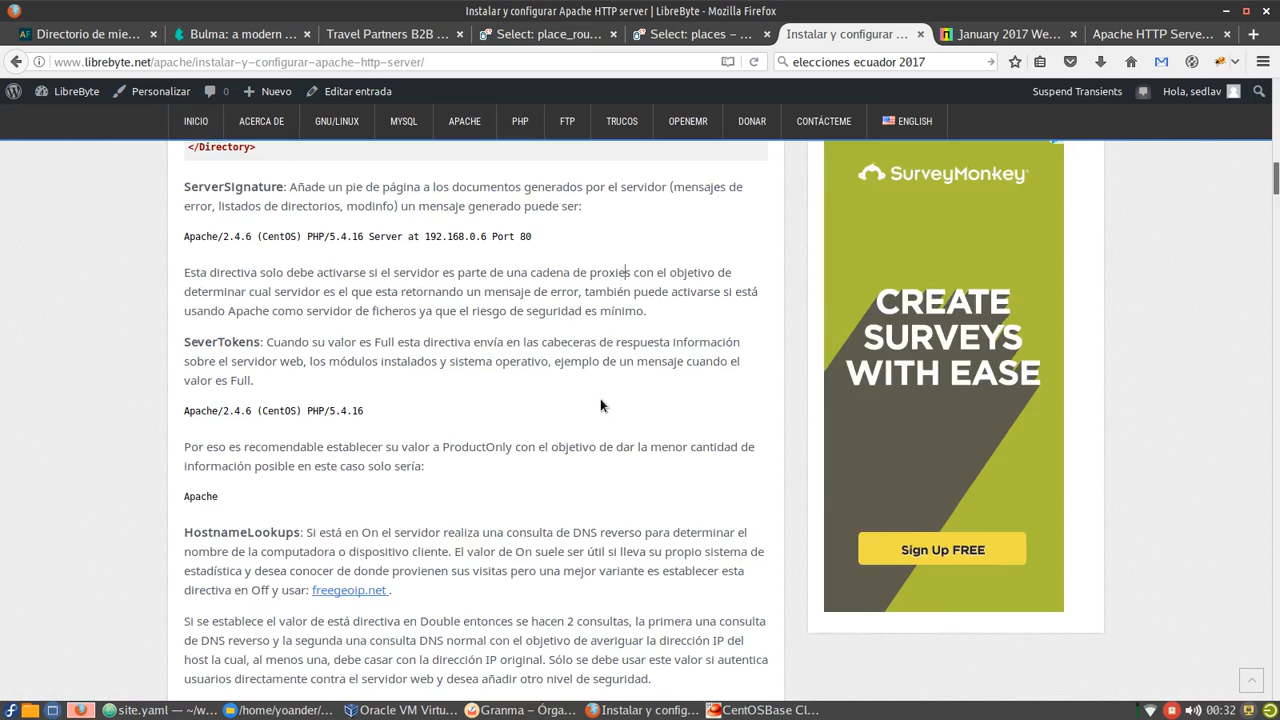 Instalar y configurar Apache HTTP server | LibreByte - Mozilla Firefox
Directorio de mie... × Bulma: a modern ... × Travel Partners B2B ... × Select: place_rou... × Select: places – ... × Instalar y configurar ... × January 2017 We... × Apache HTTP Serve... ×
www.librebyte.net/apache/instalar-y-configurar-apache-http-server/ elecciones ecuador 2017
LibreByte Personalizar 0 Nuevo Editar entrada Suspend Transients Hola, sedlav
INICIO ACERCA DE GNU/LINUX MYSQL APACHE PHP FTP TRUCOS OPENEMR DONAR CONTÁCTEME ENGLISH
</Directory>
ServerSignature: Añade un pie de página a los documentos generados por el servidor (mensajes de
error, listados de directorios, modinfo) un mensaje generado puede ser:
Apache/2.4.6 (CentOS) PHP/5.4.16 Server at 192.168.0.6 Port 80
Esta directiva solo debe activarse si el servidor es parte de una cadena de proxies con el objetivo de
determinar cual servidor es el que esta retornando un mensaje de error, también puede activarse si está
usando Apache como servidor de ficheros ya que el riesgo de seguridad es mínimo.
SeverTokens: Cuando su valor es Full esta directiva envía en las cabeceras de respuesta información
sobre el servidor web, los módulos instalados y sistema operativo, ejemplo de un mensaje cuando el
valor es Full.
Apache/2.4.6 (CentOS) PHP/5.4.16
Por eso es recomendable establecer su valor a ProductOnly con el objetivo de dar la menor cantidad de
información posible en este caso solo sería:
Apache
HostnameLookups: Si está en On el servidor realiza una consulta de DNS reverso para determinar el
nombre de la computadora o dispositivo cliente. El valor de On suele ser útil si lleva su propio sistema de
estadística y desea conocer de donde provienen sus visitas pero una mejor variante es establecer esta
directiva en Off y usar: freegeoip.net .
Si se establece el valor de está directiva en Double entonces se hacen 2 consultas, la primera una consulta
de DNS reverso y la segunda una consulta DNS normal con el objetivo de averiguar la dirección IP del
host la cual, al menos una, debe casar con la dirección IP original. Sólo se debe usar este valor si autentica
usuarios directamente contra el servidor web y desea añadir otro nivel de seguridad.
SurveyMonkey
CREATE
SURVEYS
WITH EASE
Sign Up FREE
site.yaml — ~/w... /home/yoander/... Oracle VM Virtu... Granma – Órga... Instalar y config... CentOSBase Cl... 00:32